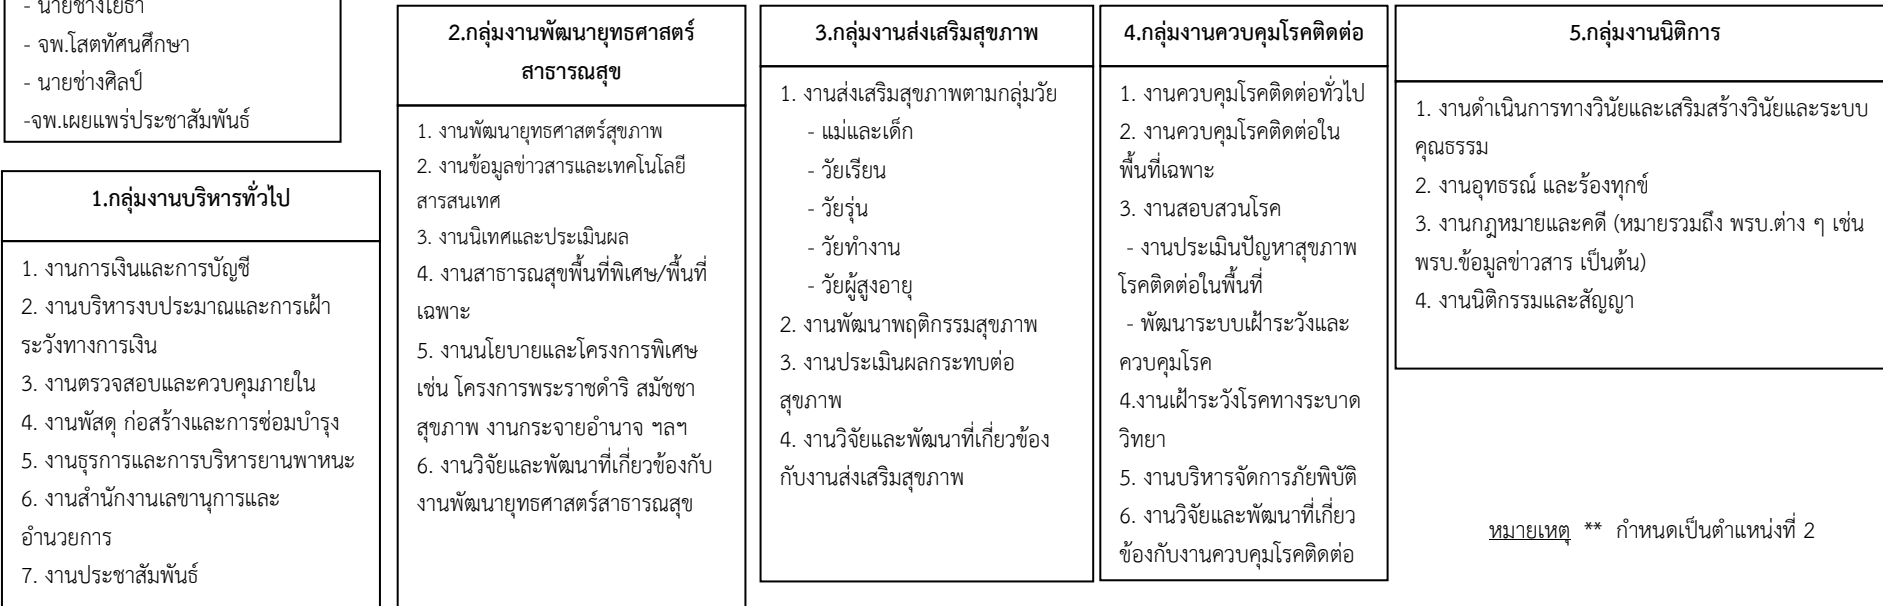 - นายช่างโยธา
- จพ.โสตทัศนศึกษา
- นายช่างศิลป์
-จพ.เผยแพร่ประชาสัมพันธ์
1.กลุ่มงานบริหารทั่วไป
1. งานการเงินและการบัญชี
2. งานบริหารงบประมาณและการเฝ้า
ระวังทางการเงิน
3. งานตรวจสอบและควบคุมภายใน
4. งานพัสดุ ก่อสร้างและการซ่อมบำรุง
5. งานธุรการและการบริหารยานพาหนะ
6. งานสำนักงานเลขานุการและ
อำนวยการ
7. งานประชาสัมพันธ์
2.กลุ่มงานพัฒนายุทธศาสตร์
สาธารณสุข
1. งานพัฒนายุทธศาสตร์สุขภาพ
2. งานข้อมูลข่าวสารและเทคโนโลยี
สารสนเทศ
3. งานนิเทศและประเมินผล
4. งานสาธารณสุขพื้นที่พิเศษ/พื้นที่
เฉพาะ
5. งานนโยบายและโครงการพิเศษ
เช่น โครงการพระราชดำริ สมัชชา
สุขภาพ งานกระจายอำนาจ ฯลฯ
6. งานวิจัยและพัฒนาที่เกี่ยวข้องกับ
งานพัฒนายุทธศาสตร์สาธารณสุข
3.กลุ่มงานส่งเสริมสุขภาพ
1. งานส่งเสริมสุขภาพตามกลุ่มวัย
- แม่และเด็ก
- วัยเรียน
- วัยรุ่น
- วัยทำงาน
- วัยผู้สูงอายุ
2. งานพัฒนาพฤติกรรมสุขภาพ
3. งานประเมินผลกระทบต่อ
สุขภาพ
4. งานวิจัยและพัฒนาที่เกี่ยวข้อง
กับงานส่งเสริมสุขภาพ
4.กลุ่มงานควบคุมโรคติดต่อ
1. งานควบคุมโรคติดต่อทั่วไป
2. งานควบคุมโรคติดต่อใน
พื้นที่เฉพาะ
3. งานสอบสวนโรค
- งานประเมินปัญหาสุขภาพ
โรคติดต่อในพื้นที่
- พัฒนาระบบเฝ้าระวังและ
ควบคุมโรค
4.งานเฝ้าระวังโรคทางระบาด
วิทยา
5. งานบริหารจัดการภัยพิบัติ
6. งานวิจัยและพัฒนาที่เกี่ยว
ข้องกับงานควบคุมโรคติดต่อ
5.กลุ่มงานนิติการ
1. งานดำเนินการทางวินัยและเสริมสร้างวินัยและระบบ
คุณธรรม
2. งานอุทธรณ์ และร้องทุกข์
3. งานกฎหมายและคดี (หมายรวมถึง พรบ.ต่าง ๆ เช่น
พรบ.ข้อมูลข่าวสาร เป็นต้น)
4. งานนิติกรรมและสัญญา
หมายเหตุ ** กำหนดเป็นตำแหน่งที่ 2